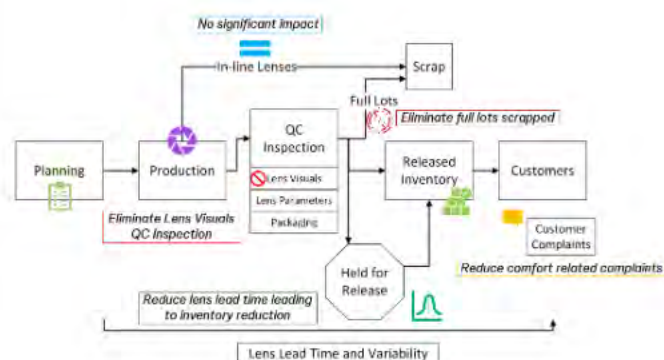 No significant impact
In-line Lenses
Scrap
Full Lots
Eliminate full lots scrapped
QC
Inspection
Planning
Production
Lens Visuals
Lens Parameters
Packaging
Released
Inventory
Customers
Eliminate Lens Visuals
QC Inspection
Customer
Complaints
Held for
Release
Reduce comfort related complaints
Reduce lens lead time leading
to inventory reduction
Lens Lead Time and Variability